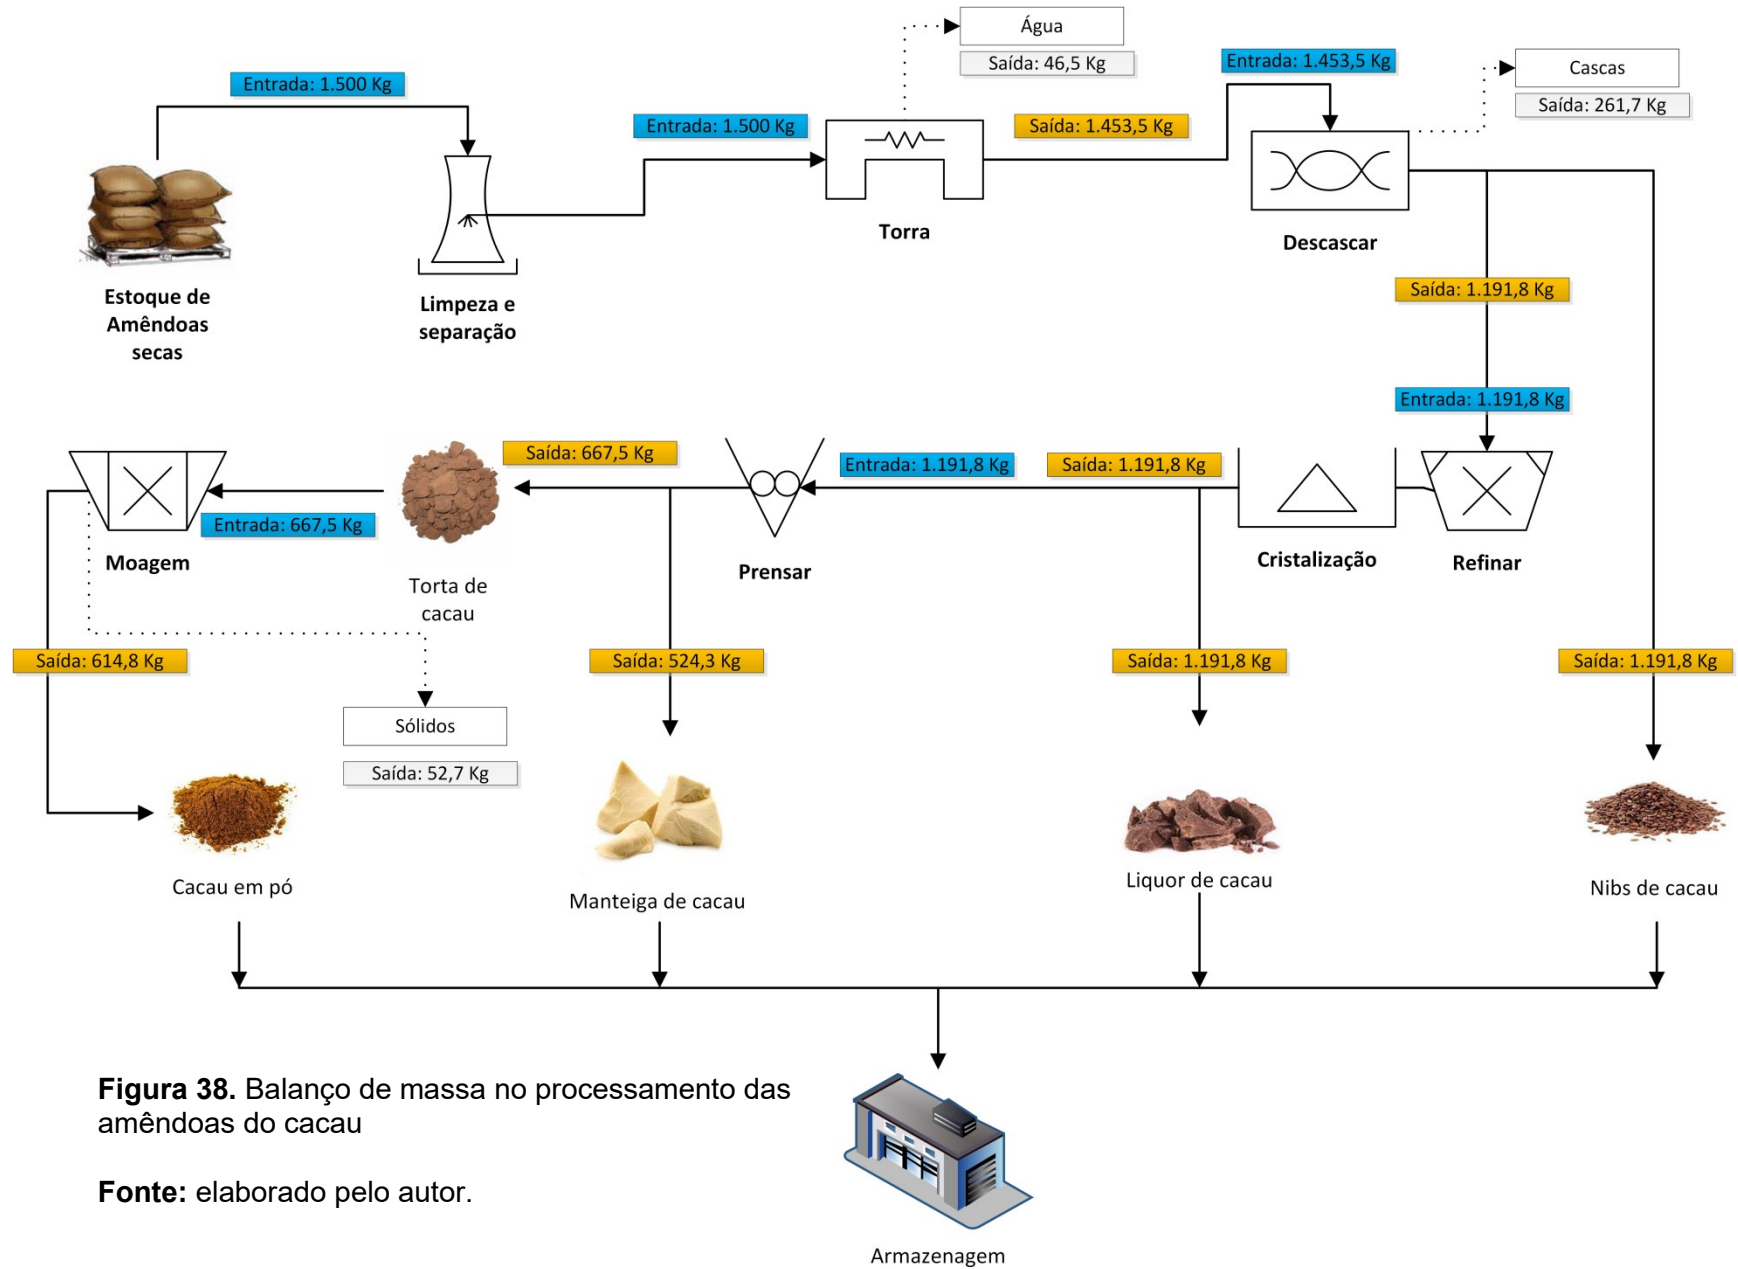 Água
Saída: 46,5 Kg
Entrada: 1.453,5 Kg
Cascas
Saída: 261,7 Kg
Entrada: 1.500 Kg
Entrada: 1.500 Kg
Saída: 1.453,5 Kg
Torra
Descascar
Estoque de
Amêndoas
secas
Limpeza e
separação
Saída: 1.191,8 Kg
Entrada: 1.191,8 Kg
Saída: 667,5 Kg
Entrada: 1.191,8 Kg
Saída: 1.191,8 Kg
Entrada: 667,5 Kg
Moagem
Torta de
cacau
Prensar
Cristalização
Refinar
Saída: 614,8 Kg
Saída: 524,3 Kg
Saída: 1.191,8 Kg
Saída: 1.191,8 Kg
Sólidos
Saída: 52,7 Kg
Cacau em pó
Manteiga de cacau
Liquor de cacau
Nibs de cacau
Figura 38. Balanço de massa no processamento das
amêndoas do cacau
Fonte: elaborado pelo autor.
Armazenagem